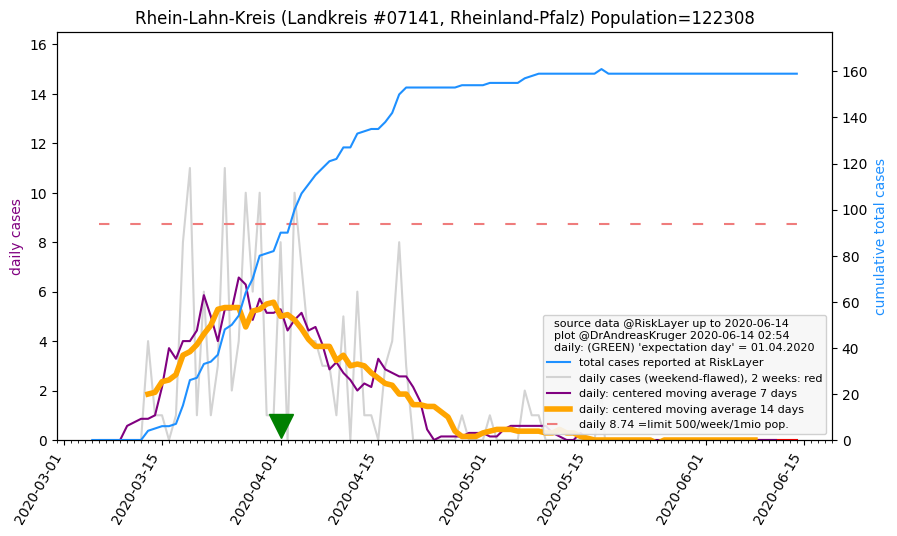 Rhein-Lahn-Kreis (Landkreis #07141, Rheinland-Pfalz) Population=122308
16
14
12
10
8
6
4
2
0
daily cases
160
140
120
100
80
60
40
20
0
cumulative total cases
source data @RiskLayer up to 2020-06-14
plot @DrAndreasKruger 2020-06-14 02:54
daily: (GREEN) 'expectation day' = 01.04.2020
total cases reported at RiskLayer
daily cases (weekend-flawed), 2 weeks: red
daily: centered moving average 7 days
daily: centered moving average 14 days
daily 8.74 =limit 500/week/1mio pop.
2020-03-01
2020-03-15
2020-04-01
2020-04-15
2020-05-01
2020-05-15
2020-06-01
2020-06-15